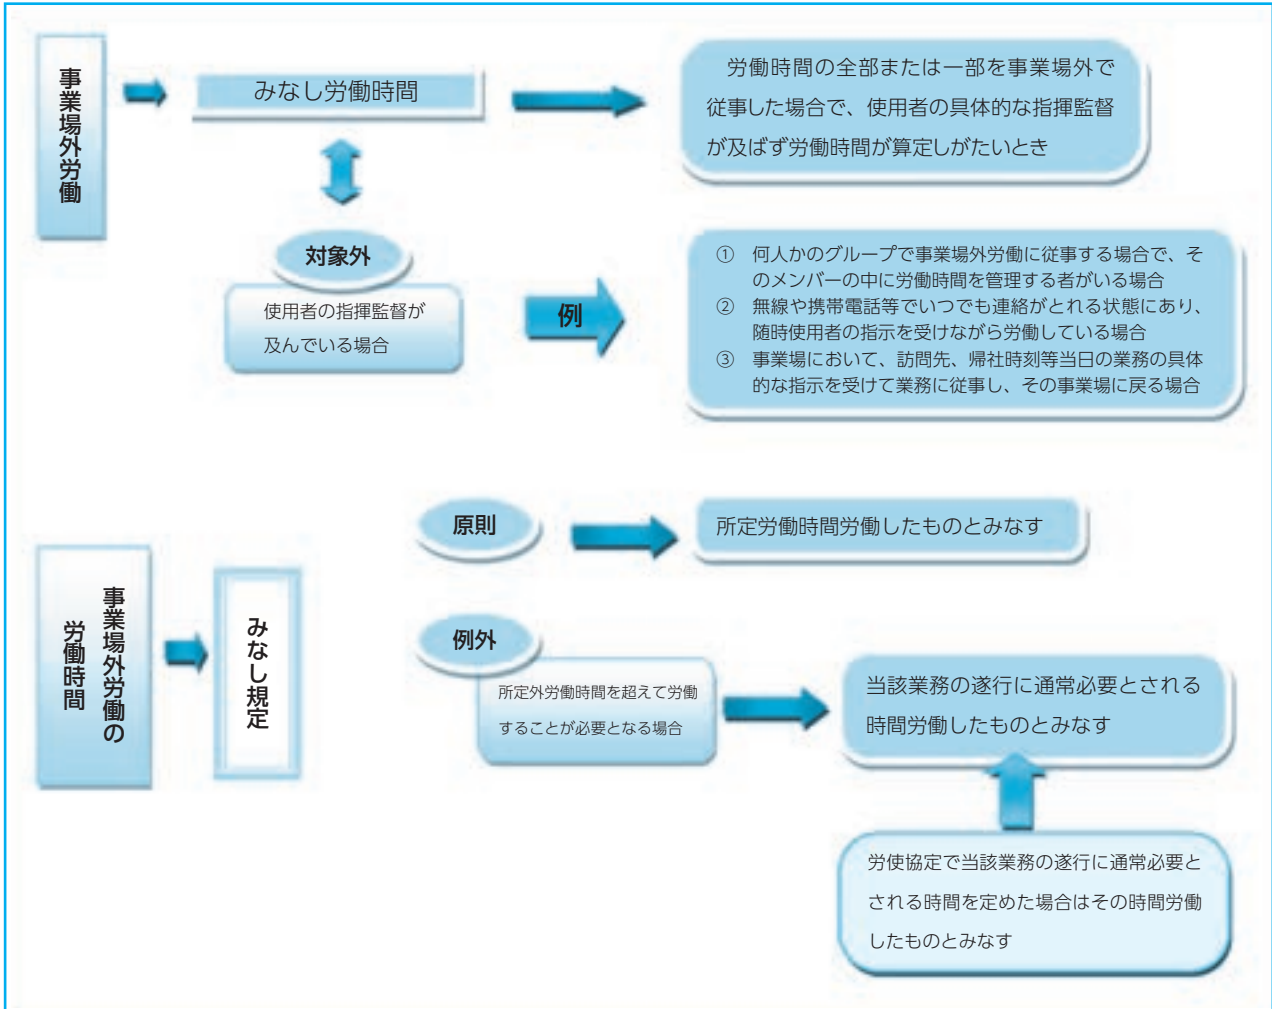 事業場外労働
みなし労働時間
労働時間の全部または一部を事業場外で
従事した場合で、使用者の具体的な指揮監督
が及ばず労働時間が算定しがたいとき
対象外
使用者の指揮監督が
及んでいる場合
例
① 何人かのグループで事業場外労働に従事する場合で、そ
のメンバーの中に労働時間を管理する者がいる場合
② 無線や携帯電話等でいつでも連絡がとれる状態にあり、
随時使用者の指示を受けながら労働している場合
③ 事業場において、訪問先、帰社時刻等当日の業務の具体
的な指示を受けて業務に従事し、その事業場に戻る場合
事業場外労働の
労働時間
みなし規定
原則
所定労働時間労働したものとみなす
例外
所定外労働時間を超えて労働
することが必要となる場合
当該業務の遂行に通常必要とされる
時間労働したものとみなす
労使協定で当該業務の遂行に通常必要と
される時間を定めた場合はその時間労働
したものとみなす